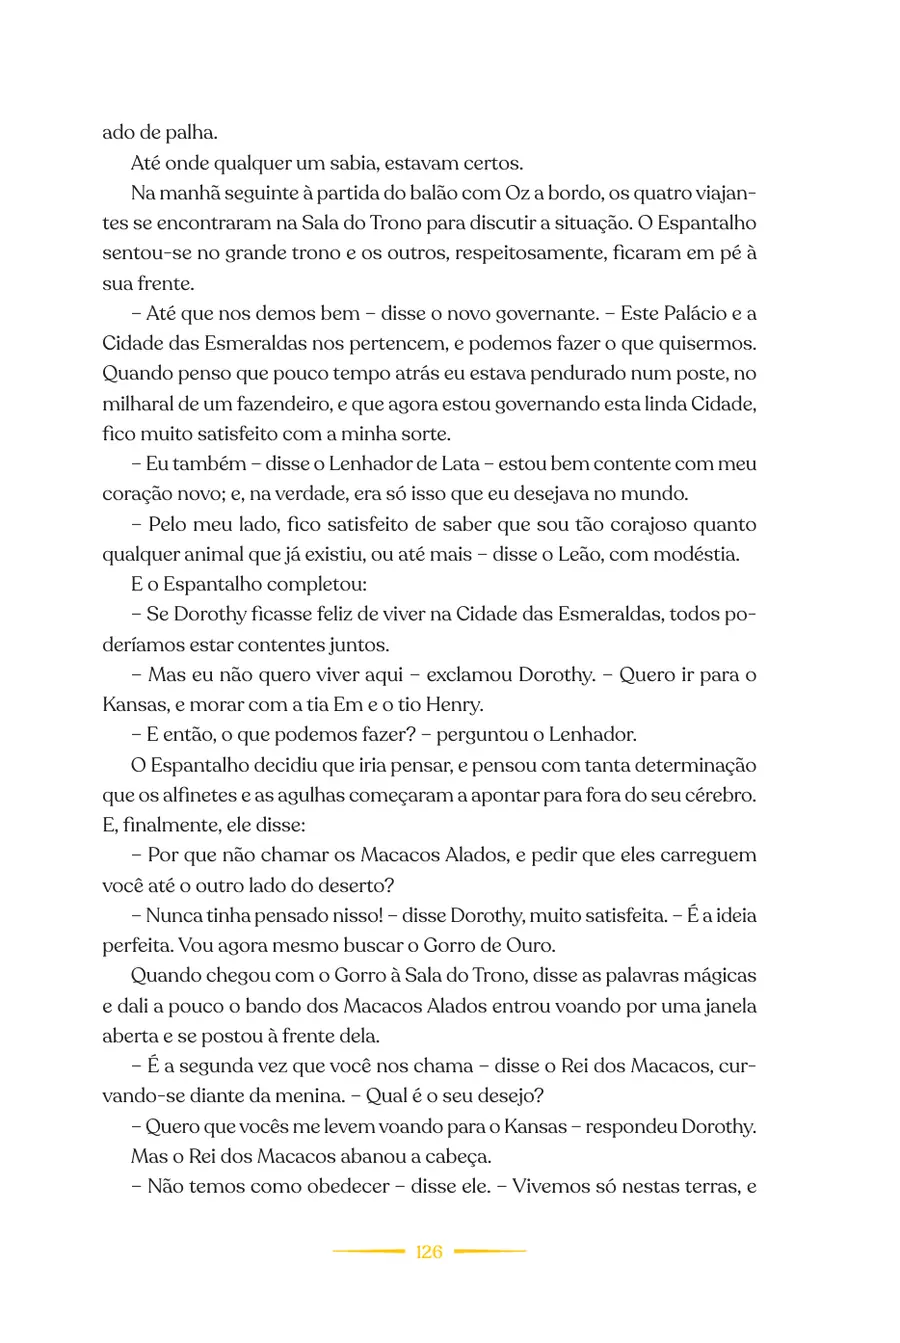 ado de palha.
Até onde qualquer um sabia, estavam certos.
Na manhã seguinte à partida do balão com Oz a bordo, os quatro viajan-
tes se encontraram na Sala do Trono para discutir a situação. O Espantalho
sentou-se no grande trono e os outros, respeitosamente, ficaram em pé à
sua frente.
– Até que nos demos bem – disse o novo governante. – Este Palácio e a
Cidade das Esmeraldas nos pertencem, e podemos fazer o que quisermos.
Quando penso que pouco tempo atrás eu estava pendurado num poste, no
milharal de um fazendeiro, e que agora estou governando esta linda Cidade,
fico muito satisfeito com a minha sorte.
– Eu também – disse o Lenhador de Lata – estou bem contente com meu
coração novo; e, na verdade, era só isso que eu desejava no mundo.
– Pelo meu lado, fico satisfeito de saber que sou tão corajoso quanto
qualquer animal que já existiu, ou até mais – disse o Leão, com modéstia.
E o Espantalho completou:
– Se Dorothy ficasse feliz de viver na Cidade das Esmeraldas, todos po-
deríamos estar contentes juntos.
– Mas eu não quero viver aqui – exclamou Dorothy. – Quero ir para o
Kansas, e morar com a tia Em e o tio Henry.
– E então, o que podemos fazer? – perguntou o Lenhador.
O Espantalho decidiu que iria pensar, e pensou com tanta determinação
que os alfinetes e as agulhas começaram a apontar para fora do seu cérebro.
E, finalmente, ele disse:
– Por que não chamar os Macacos Alados, e pedir que eles carreguem
você até o outro lado do deserto?
– Nunca tinha pensado nisso! – disse Dorothy, muito satisfeita. – É a ideia
perfeita. Vou agora mesmo buscar o Gorro de Ouro.
Quando chegou com o Gorro à Sala do Trono, disse as palavras mágicas
e dali a pouco o bando dos Macacos Alados entrou voando por uma janela
aberta e se postou à frente dela.
– É a segunda vez que você nos chama – disse o Rei dos Macacos, cur-
vando-se diante da menina. – Qual é o seu desejo?
– Quero que vocês me levem voando para o Kansas – respondeu Dorothy.
Mas o Rei dos Macacos abanou a cabeça.
– Não temos como obedecer – disse ele. – Vivemos só nestas terras, e
126